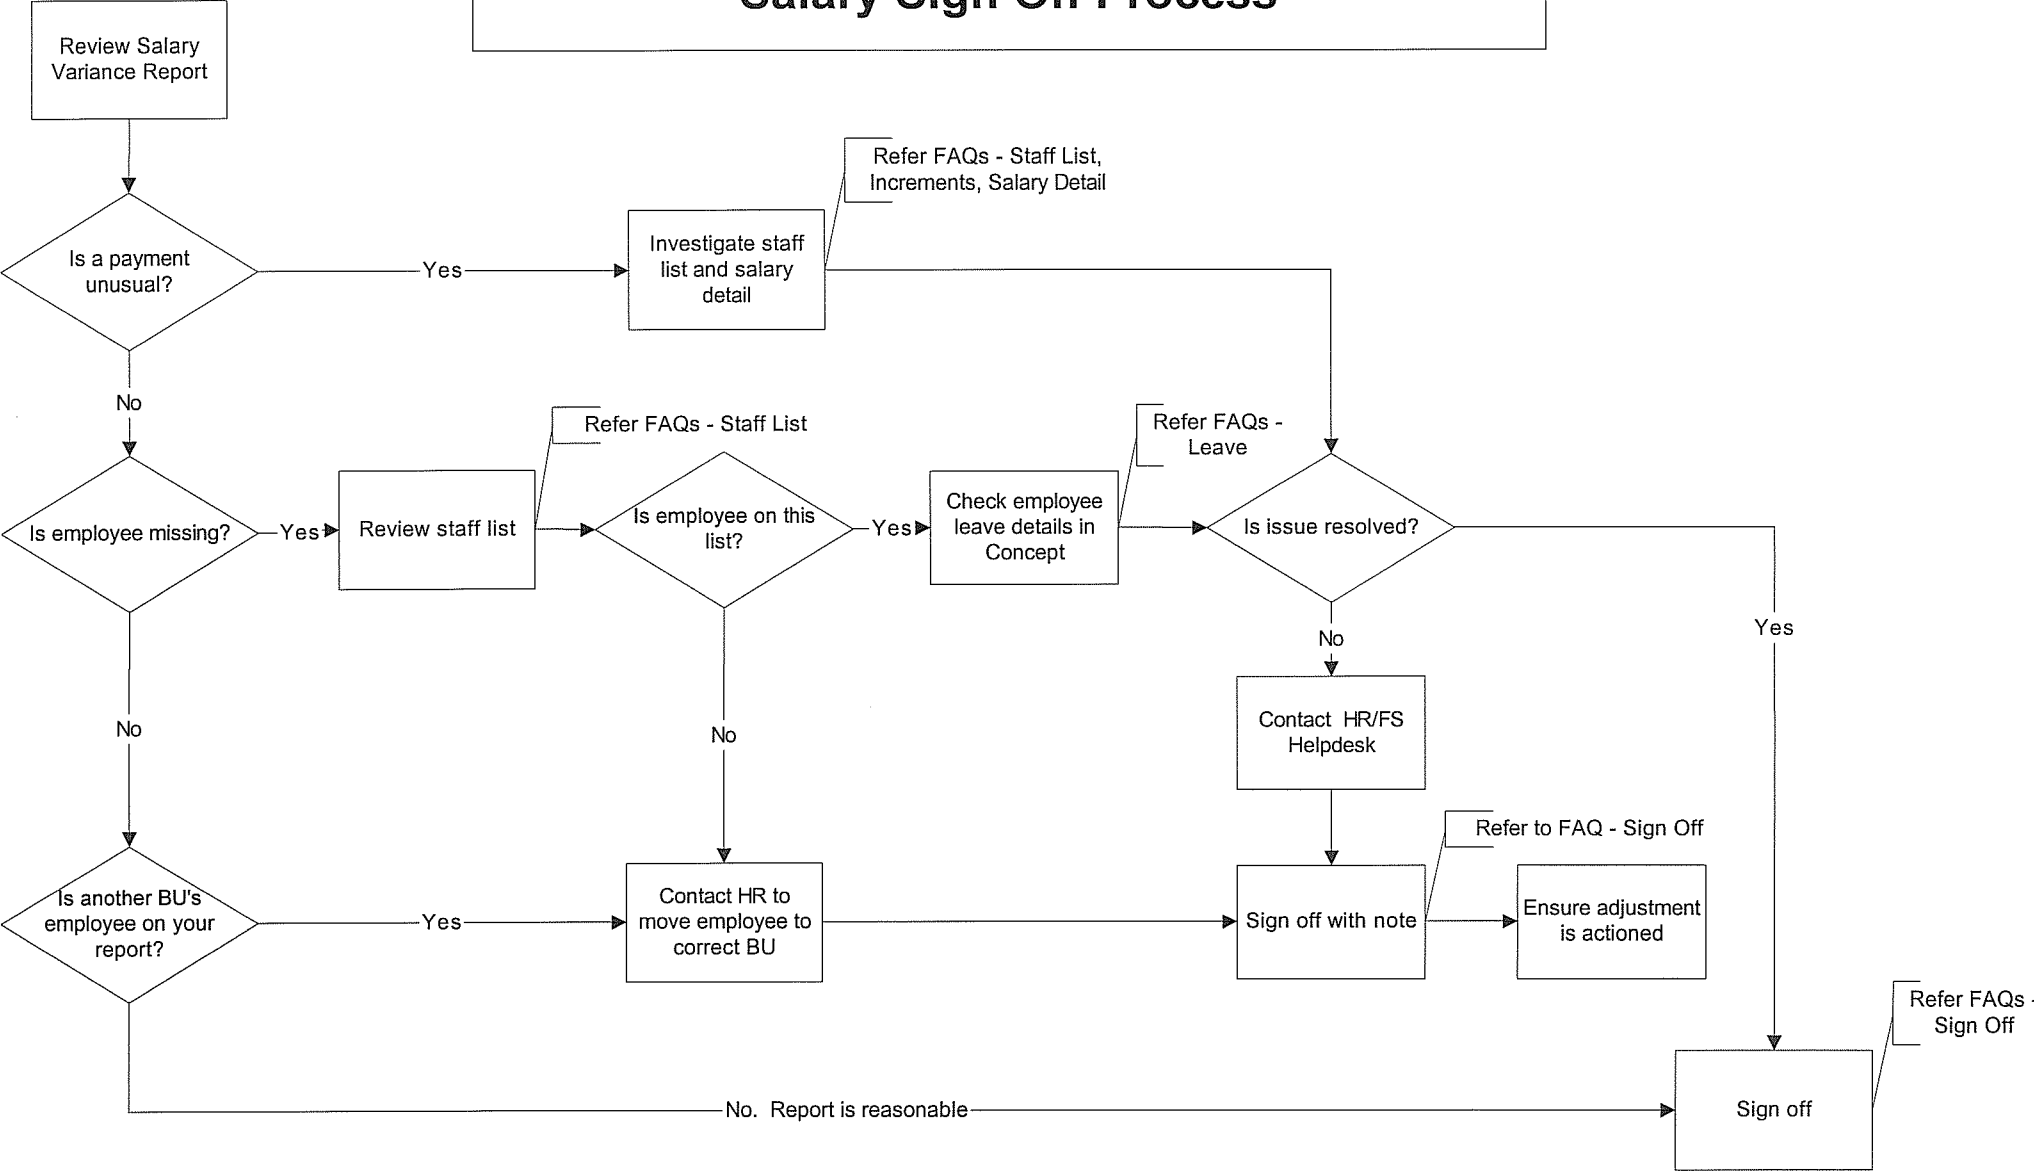 Salary Sign Off Process
Review Salary
Variance Report
Refer FAQs - Staff List,
Increments, Salary Detail
Is a payment
unusual?
Yes
Investigate staff
list and salary
detail
No
Refer FAQs - Staff List
Refer FAQs -
Leave
Is employee missing?
Yes
Review staff list
Is employee on this
list?
Yes
Check employee
leave details in
Concept
Is issue resolved?
No
Yes
Contact HR/FS
Helpdesk
No
No
Refer to FAQ - Sign Off
Is another BU's
employee on your
report?
Yes
Contact HR to
move employee to
correct BU
Sign off with note
Ensure adjustment
is actioned
Refer FAQs -
Sign Off
No. Report is reasonable
Sign off